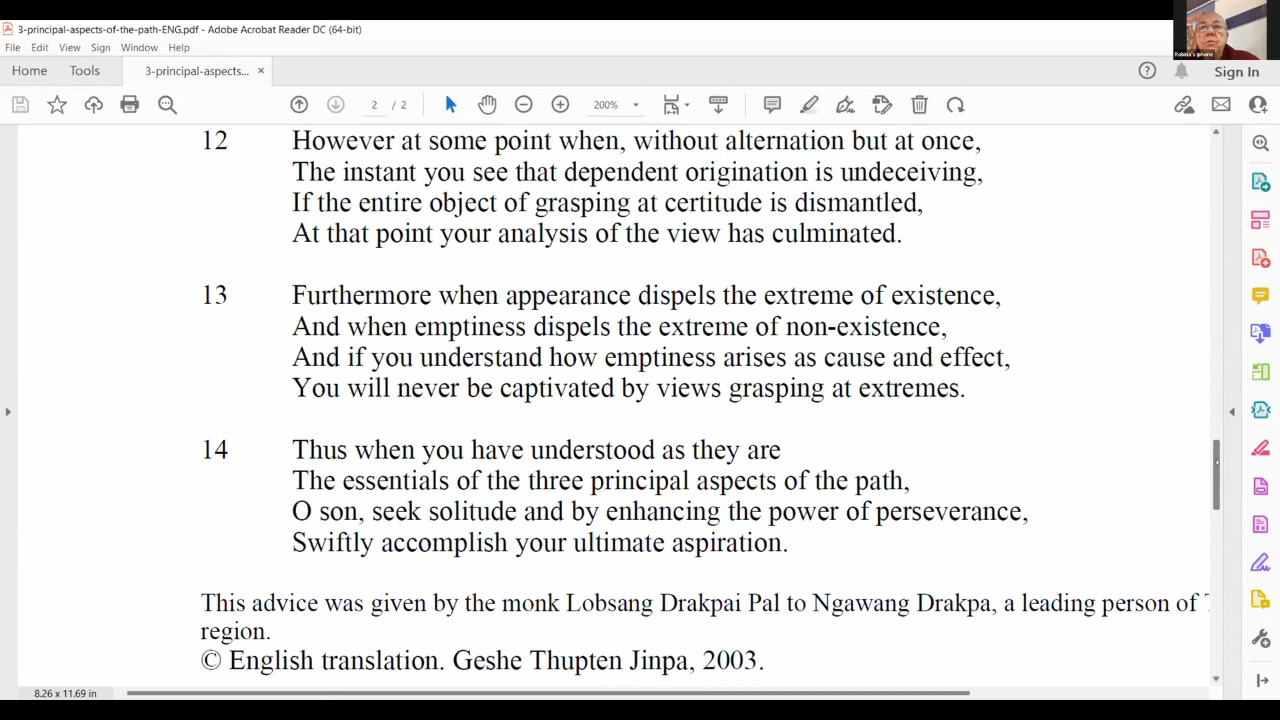 3-principal-aspects-of-the-path-ENG.pdf - Adobe Acrobat Reader DC (64-bit)
File Edit View Sign Window Help
Home Tools 3-principal-aspects... × Sign In
2 / 2 200%
12 However at some point when, without alternation but at once,
The instant you see that dependent origination is undeceiving,
If the entire object of grasping at certitude is dismantled,
At that point your analysis of the view has culminated.
13 Furthermore when appearance dispels the extreme of existence,
And when emptiness dispels the extreme of non-existence,
And if you understand how emptiness arises as cause and effect,
You will never be captivated by views grasping at extremes.
14 Thus when you have understood as they are
The essentials of the three principal aspects of the path,
O son, seek solitude and by enhancing the power of perseverance,
Swiftly accomplish your ultimate aspiration.
This advice was given by the monk Lobsang Drakpai Pal to Ngawang Drakpa, a leading person of
region.
© English translation. Geshe Thupten Jinpa, 2003.
8.26 x 11.69 in
Robina's iphone